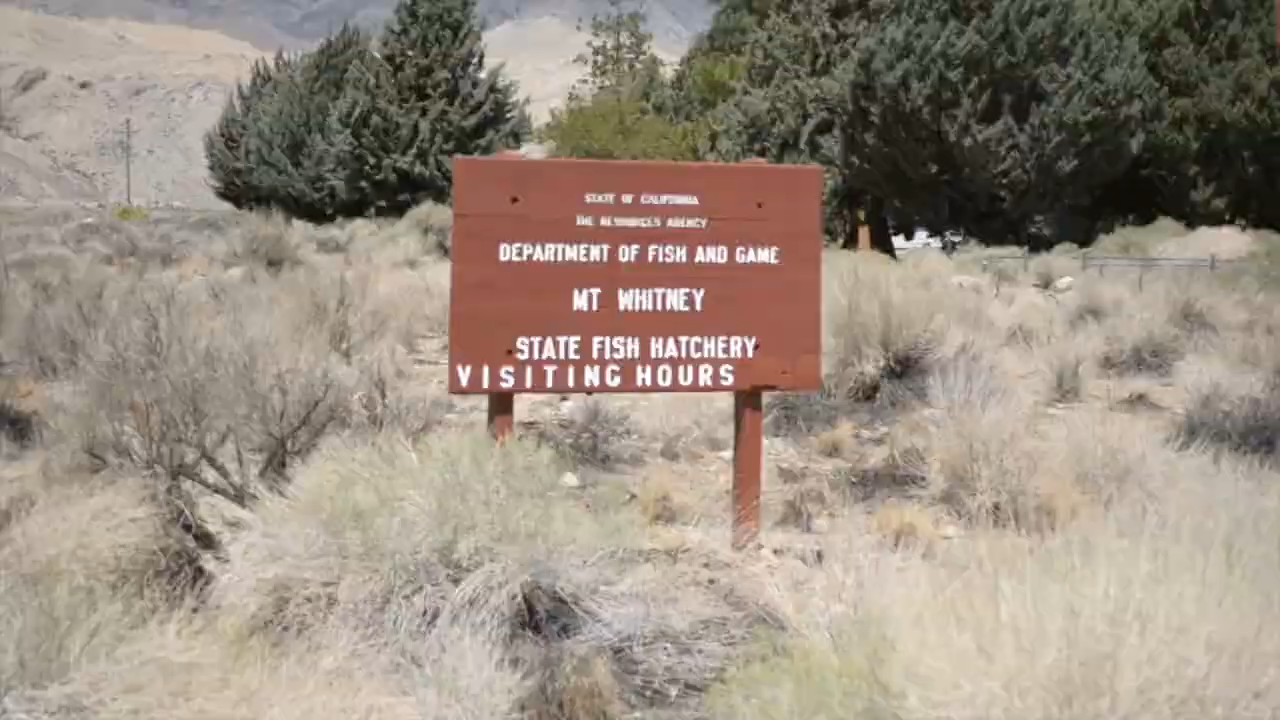 STATE OF CALIFORNIA
THE RESOURCES AGENCY
DEPARTMENT OF FISH AND GAME
MT WHITNEY
STATE FISH HATCHERY
VISITING HOURS